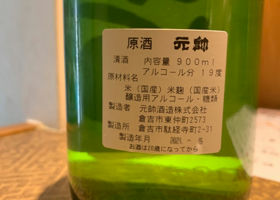 原酒 元帥
清酒 内容量 900ml
アルコール分 19度
原材料名
米(国産)米麹(国産米)
醸造用アルコール・糖類
製造者 元帥酒造株式会社
倉吉市東仲町2573
製造所 倉吉市駄経寺町2-31
製造年月 2021.
お酒は20歳になってから